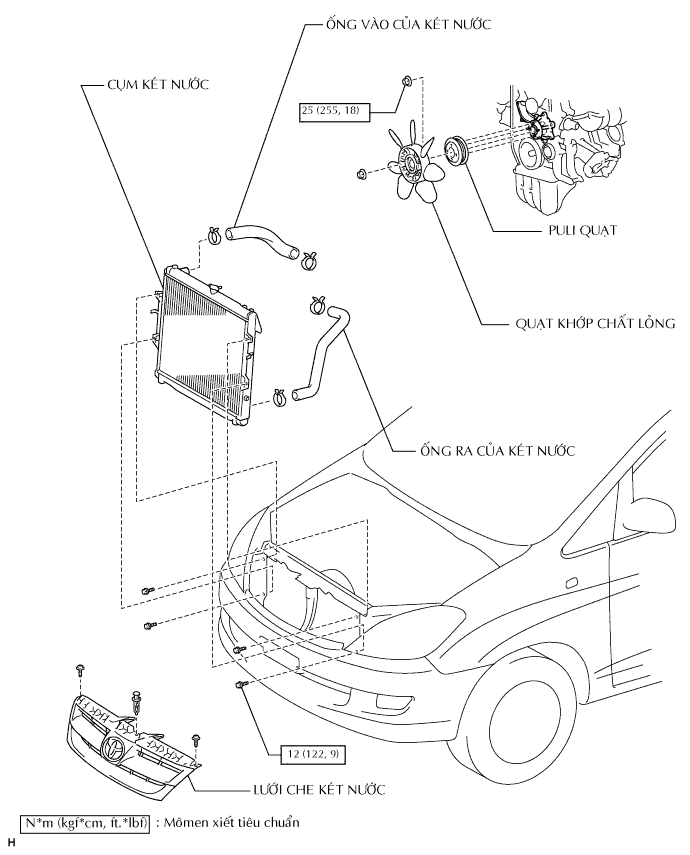 ỐNG VÀO CỦA KÉT NƯỚC
CỤM KÉT NƯỚC
25 (255, 18)
PULI QUẠT
QUẠT KHỚP CHẤT LỎNG
ỐNG RA CỦA KÉT NƯỚC
12 (122, 9)
LƯỚI CHE KÉT NƯỚC
N*m (kgf*cm, ft.*lbf) : Mômen xiết tiêu chuẩn
H